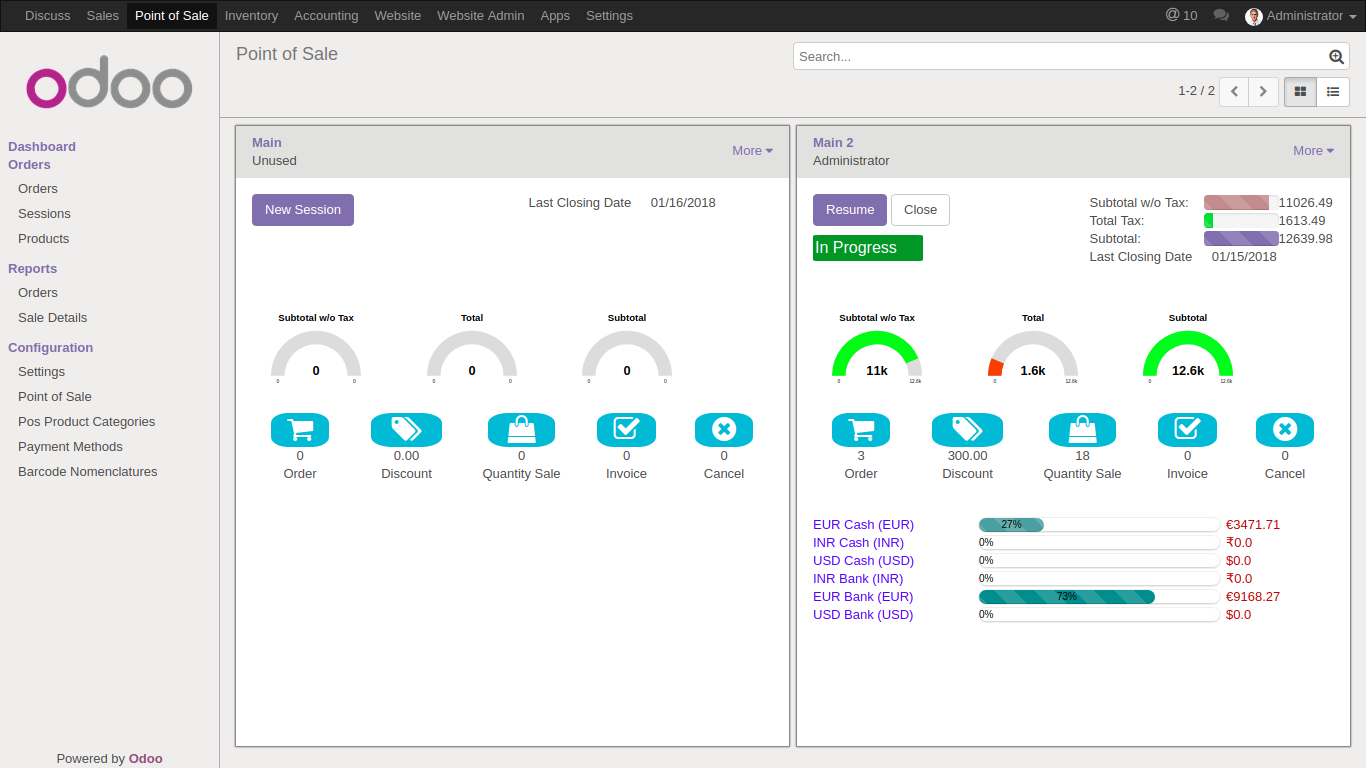 Discuss Sales Point of Sale Inventory Accounting Website Website Admin Apps Settings @ 10 Administrator
odoo
Dashboard
Orders
Orders
Sessions
Products
Reports
Orders
Sale Details
Configuration
Settings
Point of Sale
Pos Product Categories
Payment Methods
Barcode Nomenclatures
Powered by Odoo
Point of Sale
Search...
1-2 / 2
Main
Unused
More
New Session
Last Closing Date 01/16/2018
Subtotal w/o Tax Total Subtotal
0 0 0
0 0 0 0 0 0
0 0.00 0 0 0
Order Discount Quantity Sale Invoice Cancel
Main 2
Administrator
More
Resume Close
In Progress
Subtotal w/o Tax: 11026.49
Total Tax: 1613.49
Subtotal: 12639.98
Last Closing Date 01/15/2018
Subtotal w/o Tax Total Subtotal
11k 1.6k 12.6k
0 12.6k 0 12.6k 0 12.6k
3 300.00 18 0 0
Order Discount Quantity Sale Invoice Cancel
EUR Cash (EUR) 27% €3471.71
INR Cash (INR) 0% ₹0.0
USD Cash (USD) 0% $0.0
INR Bank (INR) 0% ₹0.0
EUR Bank (EUR) 73% €9168.27
USD Bank (USD) 0% $0.0